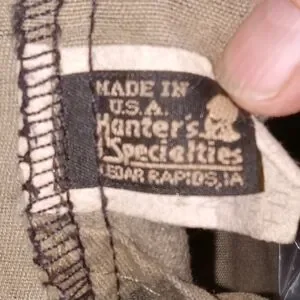 MADE IN
U.S.A.
Hunter's
Specialties
CEDAR RAPIDS, IA